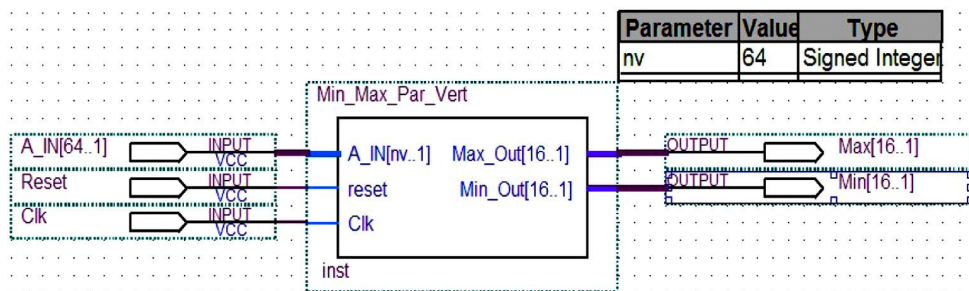 Parameter Value Type
nv 64 Signed Integer
Min_Max_Par_Vert
A_IN[64..1] INPUT VCC A_IN[nv..1] Max_Out[16..1] OUTPUT Max[16..1]
Reset INPUT VCC reset Min_Out[16..1] OUTPUT Min[16..1]
Clk INPUT VCC Clk
inst